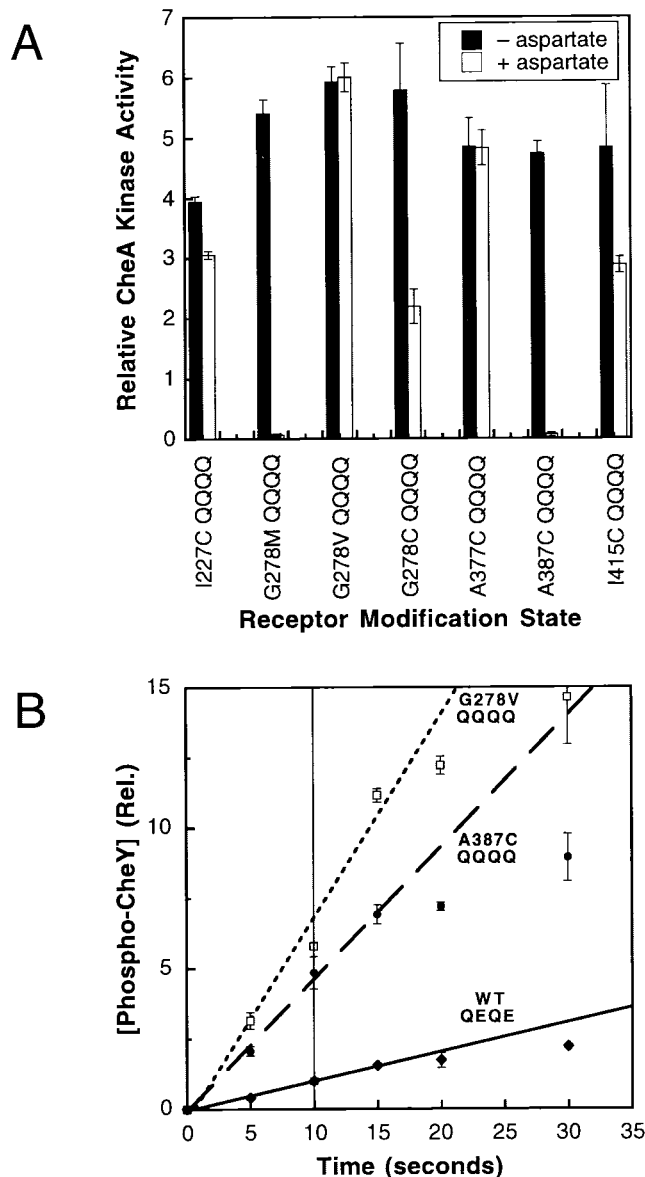 A
Relative CheA Kinase Activity
7
6
5
4
3
2
1
0
– aspartate
+ aspartate
I227C QQQQ
G278M QQQQ
G278V QQQQ
G278C QQQQ
A377C QQQQ
A387C QQQQ
I415C QQQQ
Receptor Modification State
B
[Phospho-CheY] (Rel.)
15
10
5
0
G278V
QQQQ
A387C
QQQQ
WT
QEQE
0 5 10 15 20 25 30 35
Time (seconds)